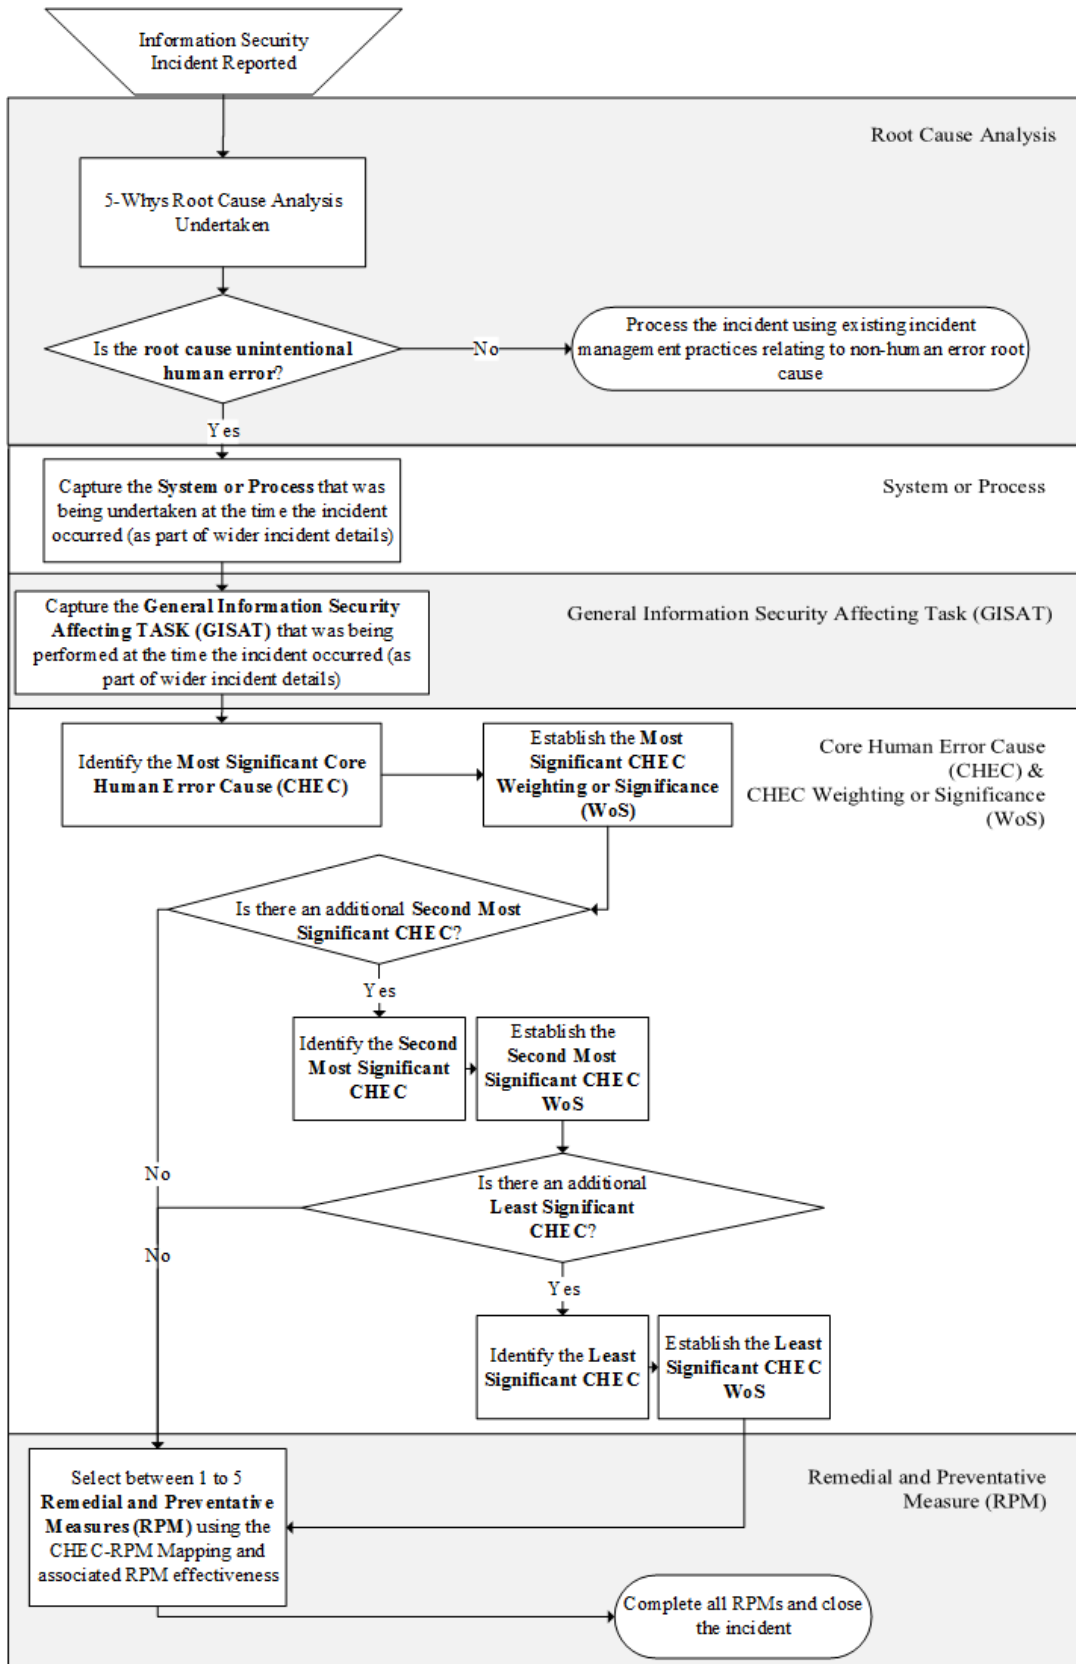 Information Security
Incident Reported
Root Cause Analysis
5-Whys Root Cause Analysis
Undertaken
Is the root cause unintentional
human error?
No
Process the incident using existing incident
management practices relating to non-human error root
cause
Yes
Capture the System or Process that was
being undertaken at the time the incident
occurred (as part of wider incident details)
System or Process
Capture the General Information Security
Affecting TASK (GISAT) that was being
performed at the time the incident occurred (as
part of wider incident details)
General Information Security Affecting Task (GISAT)
Identify the Most Significant Core
Human Error Cause (CHEC)
Establish the Most
Significant CHEC
Weighting or Significance
(WoS)
Core Human Error Cause
(CHEC) &
CHEC Weighting or Significance
(WoS)
Is there an additional Second Most
Significant CHEC?
Yes
Identify the Second
Most Significant
CHEC
Establish the
Second Most
Significant CHEC
WoS
No
Is there an additional
Least Significant
CHEC?
No
Yes
Identify the Least
Significant CHEC
Establish the Least
Significant CHEC
WoS
Select between 1 to 5
Remedial and Preventative
Measures (RPM) using the
CHEC-RPM Mapping and
associated RPM effectiveness
Remedial and Preventative
Measure (RPM)
Complete all RPMs and close
the incident